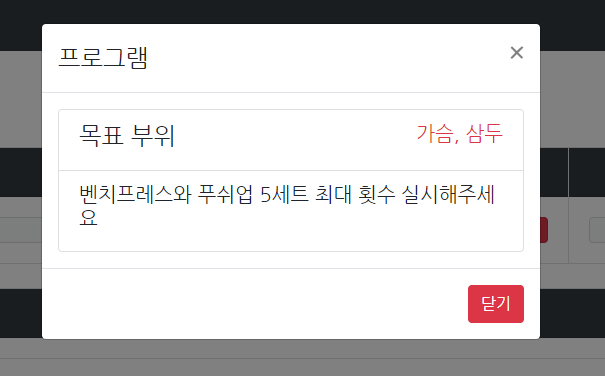 프로그램 ×
목표 부위 가슴, 삼두
벤치프레스와 푸쉬업 5세트 최대 횟수 실시해주세
요
닫기